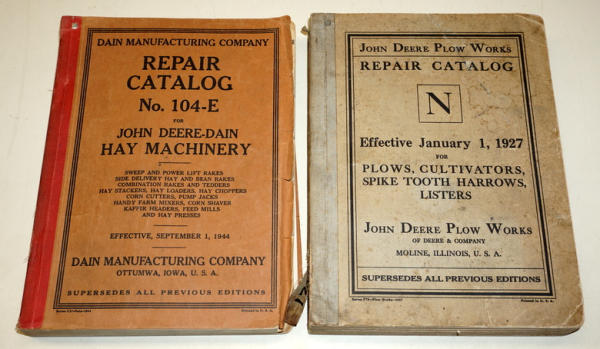 DAIN MANUFACTURING COMPANY
REPAIR
CATALOG
No. 104-E
FOR
JOHN DEERE-DAIN
HAY MACHINERY
SWEEP AND POWER LIFT RAKES
SIDE DELIVERY HAY AND BEAN RAKES
COMBINATION RAKES AND TEDDERS
HAY STACKERS, HAY LOADERS, HAY CHOPPERS
CORN CUTTERS, PUMP JACKS
HANDY FARM MIXERS, CORN SHAVER
KAFFIR HEADERS, FEED MILLS
AND HAY PRESSES
EFFECTIVE, SEPTEMBER 1, 1944
DAIN MANUFACTURING COMPANY
OTTUMWA, IOWA, U. S. A.
SUPERSEDES ALL PREVIOUS EDITIONS
Printed in U. S. A.
JOHN DEERE PLOW WORKS
REPAIR CATALOG
N
Effective January 1, 1927
FOR
PLOWS, CULTIVATORS,
SPIKE TOOTH HARROWS,
LISTERS
JOHN DEERE PLOW WORKS
OF DEERE & COMPANY
MOLINE, ILLINOIS, U. S. A.
SUPERSEDES ALL PREVIOUS EDITIONS
Printed in U. S. A.